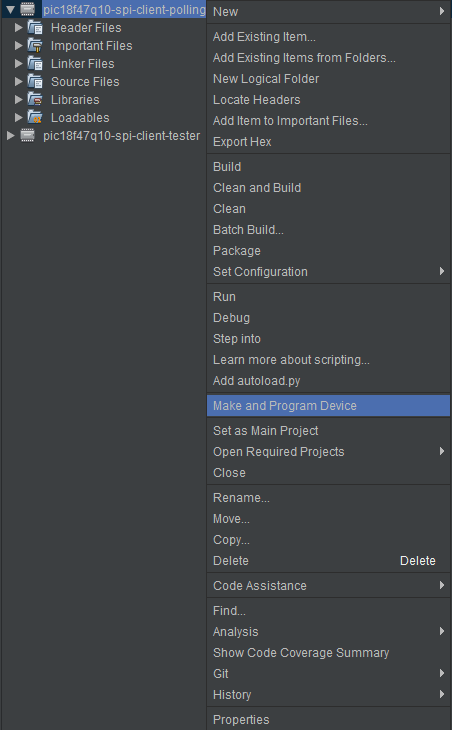 pic18f47q10-spi-client-polling
Header Files
Important Files
Linker Files
Source Files
Libraries
Loadables
pic18f47q10-spi-client-tester
New
Add Existing Item...
Add Existing Items from Folders...
New Logical Folder
Locate Headers
Add Item to Important Files...
Export Hex
Build
Clean and Build
Clean
Batch Build...
Package
Set Configuration
Run
Debug
Step into
Learn more about scripting...
Add autoload.py
Make and Program Device
Set as Main Project
Open Required Projects
Close
Rename...
Move...
Copy...
Delete Delete
Code Assistance
Find...
Analysis
Show Code Coverage Summary
Git
History
Properties